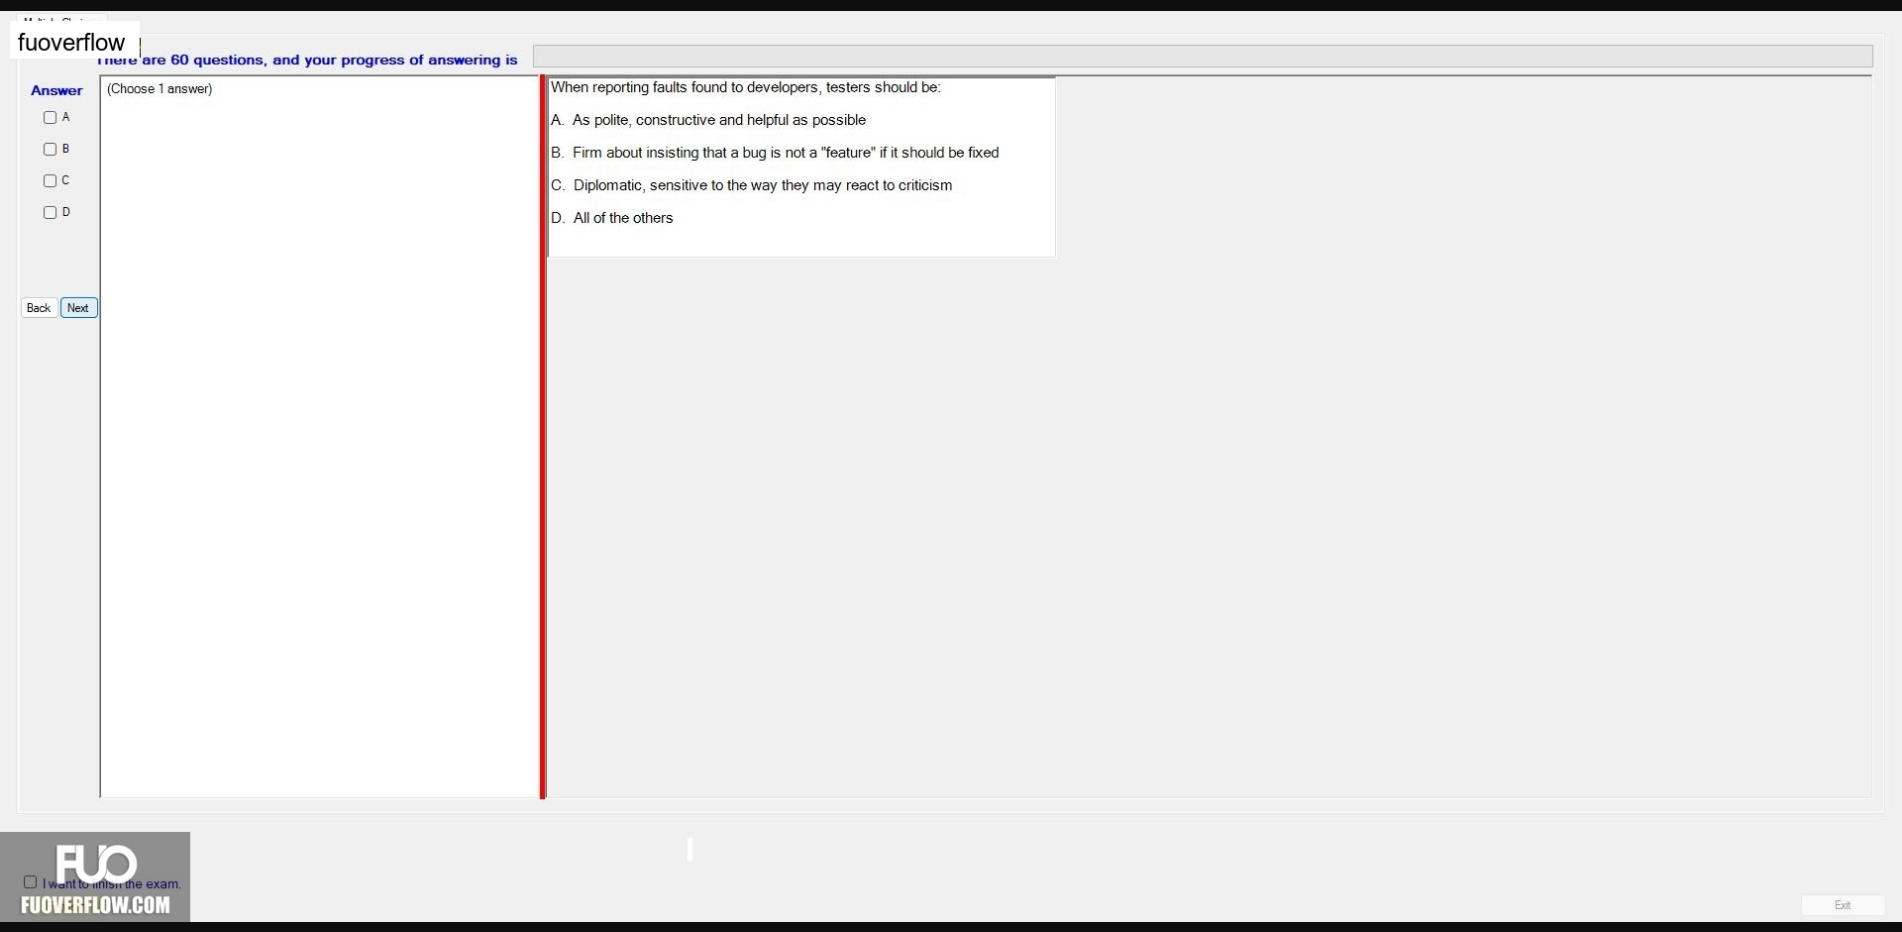 fuoverflow
There are 60 questions, and your progress of answering is
Answer
(Choose 1 answer)
A
B
C
D
Back
Next
When reporting faults found to developers, testers should be:
A. As polite, constructive and helpful as possible
B. Firm about insisting that a bug is not a "feature" if it should be fixed
C. Diplomatic, sensitive to the way they may react to criticism
D. All of the others
FUO
I want to finish the exam.
FUOVERFLOW.COM
Exit